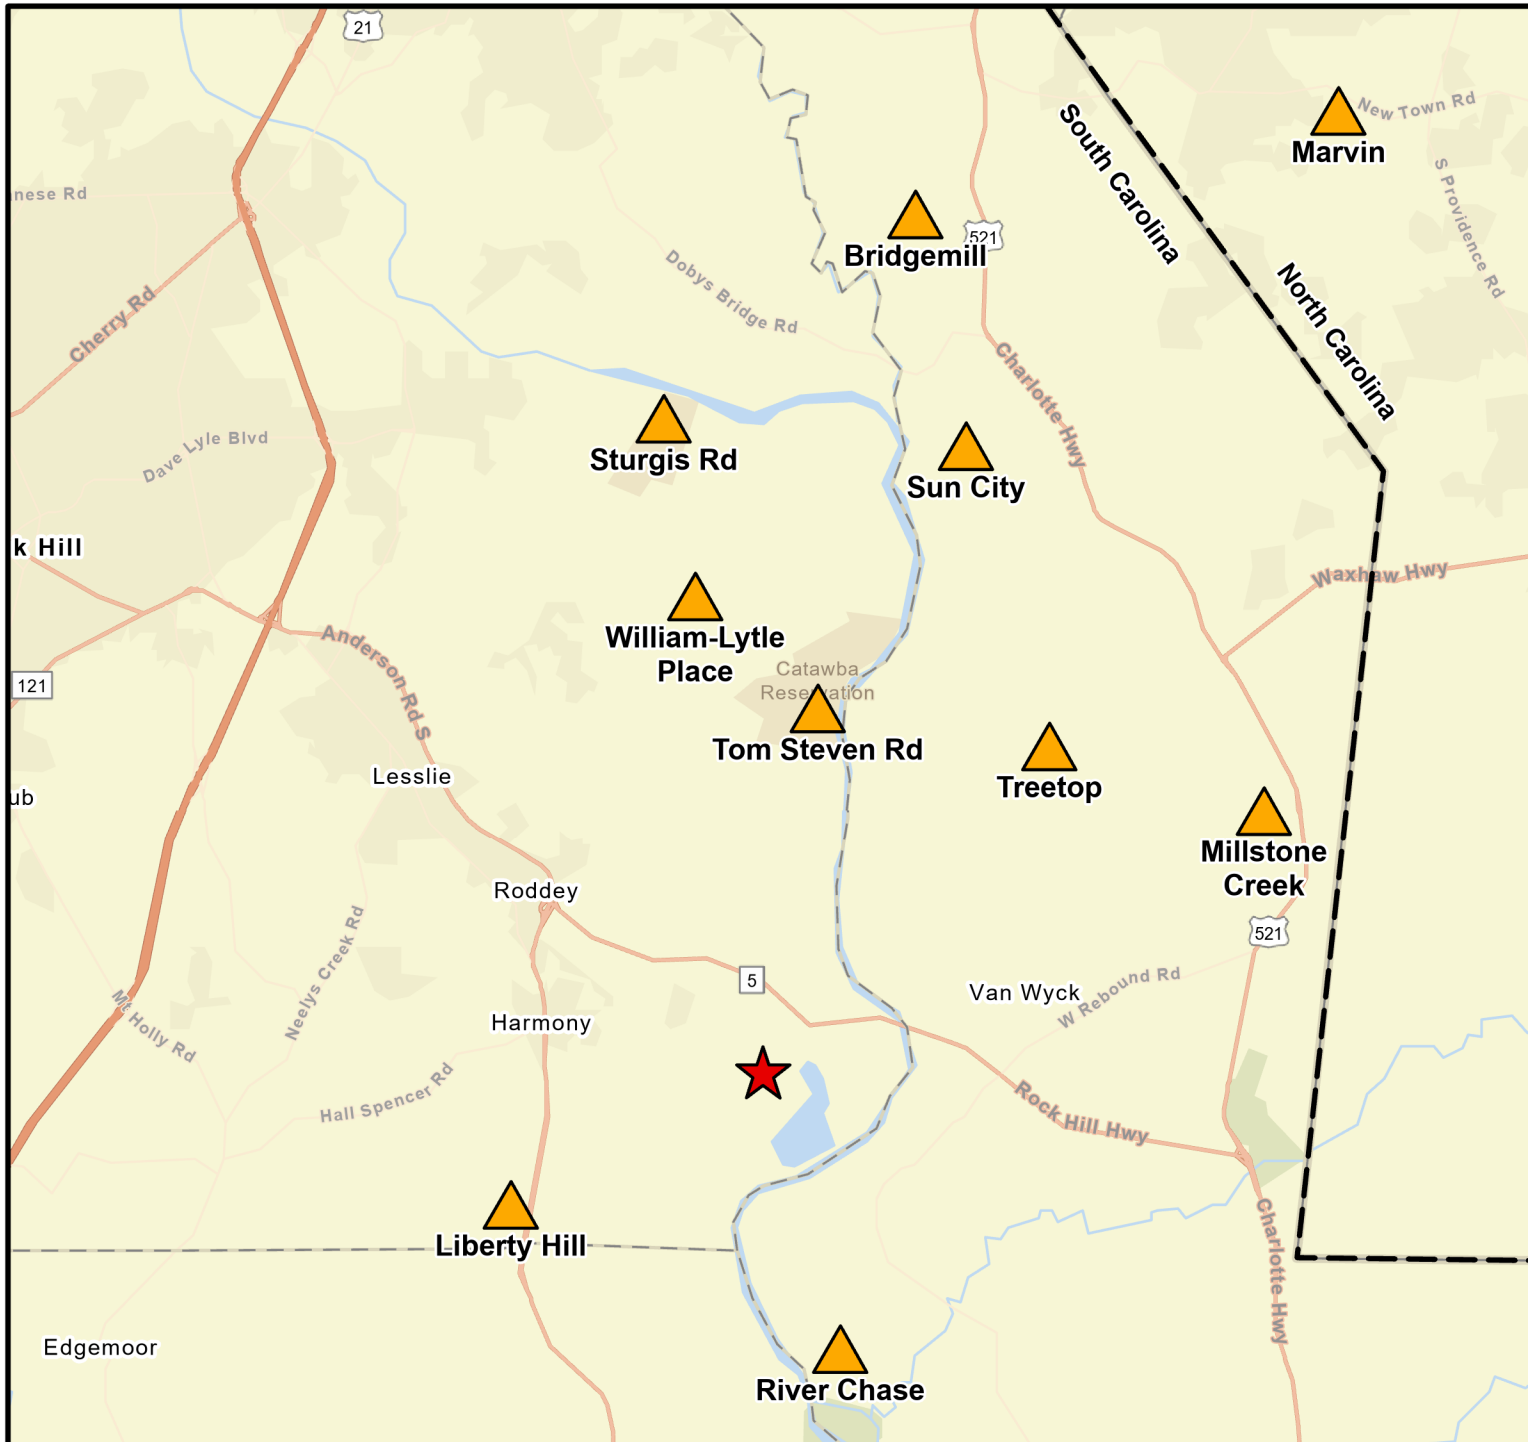 21
New Town Rd
Marvin
South Carolina
S Providence Rd
nese Rd
521
Bridgemill
Dobys Bridge Rd
North Carolina
Cherry Rd
Charlotte Hwy
Dave Lyle Blvd
Sturgis Rd
Sun City
k Hill
Waxhaw Hwy
Anderson Rd S
William-Lytle
Place
Catawba
Reservation
121
Tom Steven Rd
Lesslie
Treetop
ub
Millstone
Creek
Roddey
521
Neelys Creek Rd
5
Van Wyck
W Rebound Rd
Mt Holly Rd
Harmony
Hall Spencer Rd
Rock Hill Hwy
Liberty Hill
Charlotte Hwy
Edgemoor
River Chase